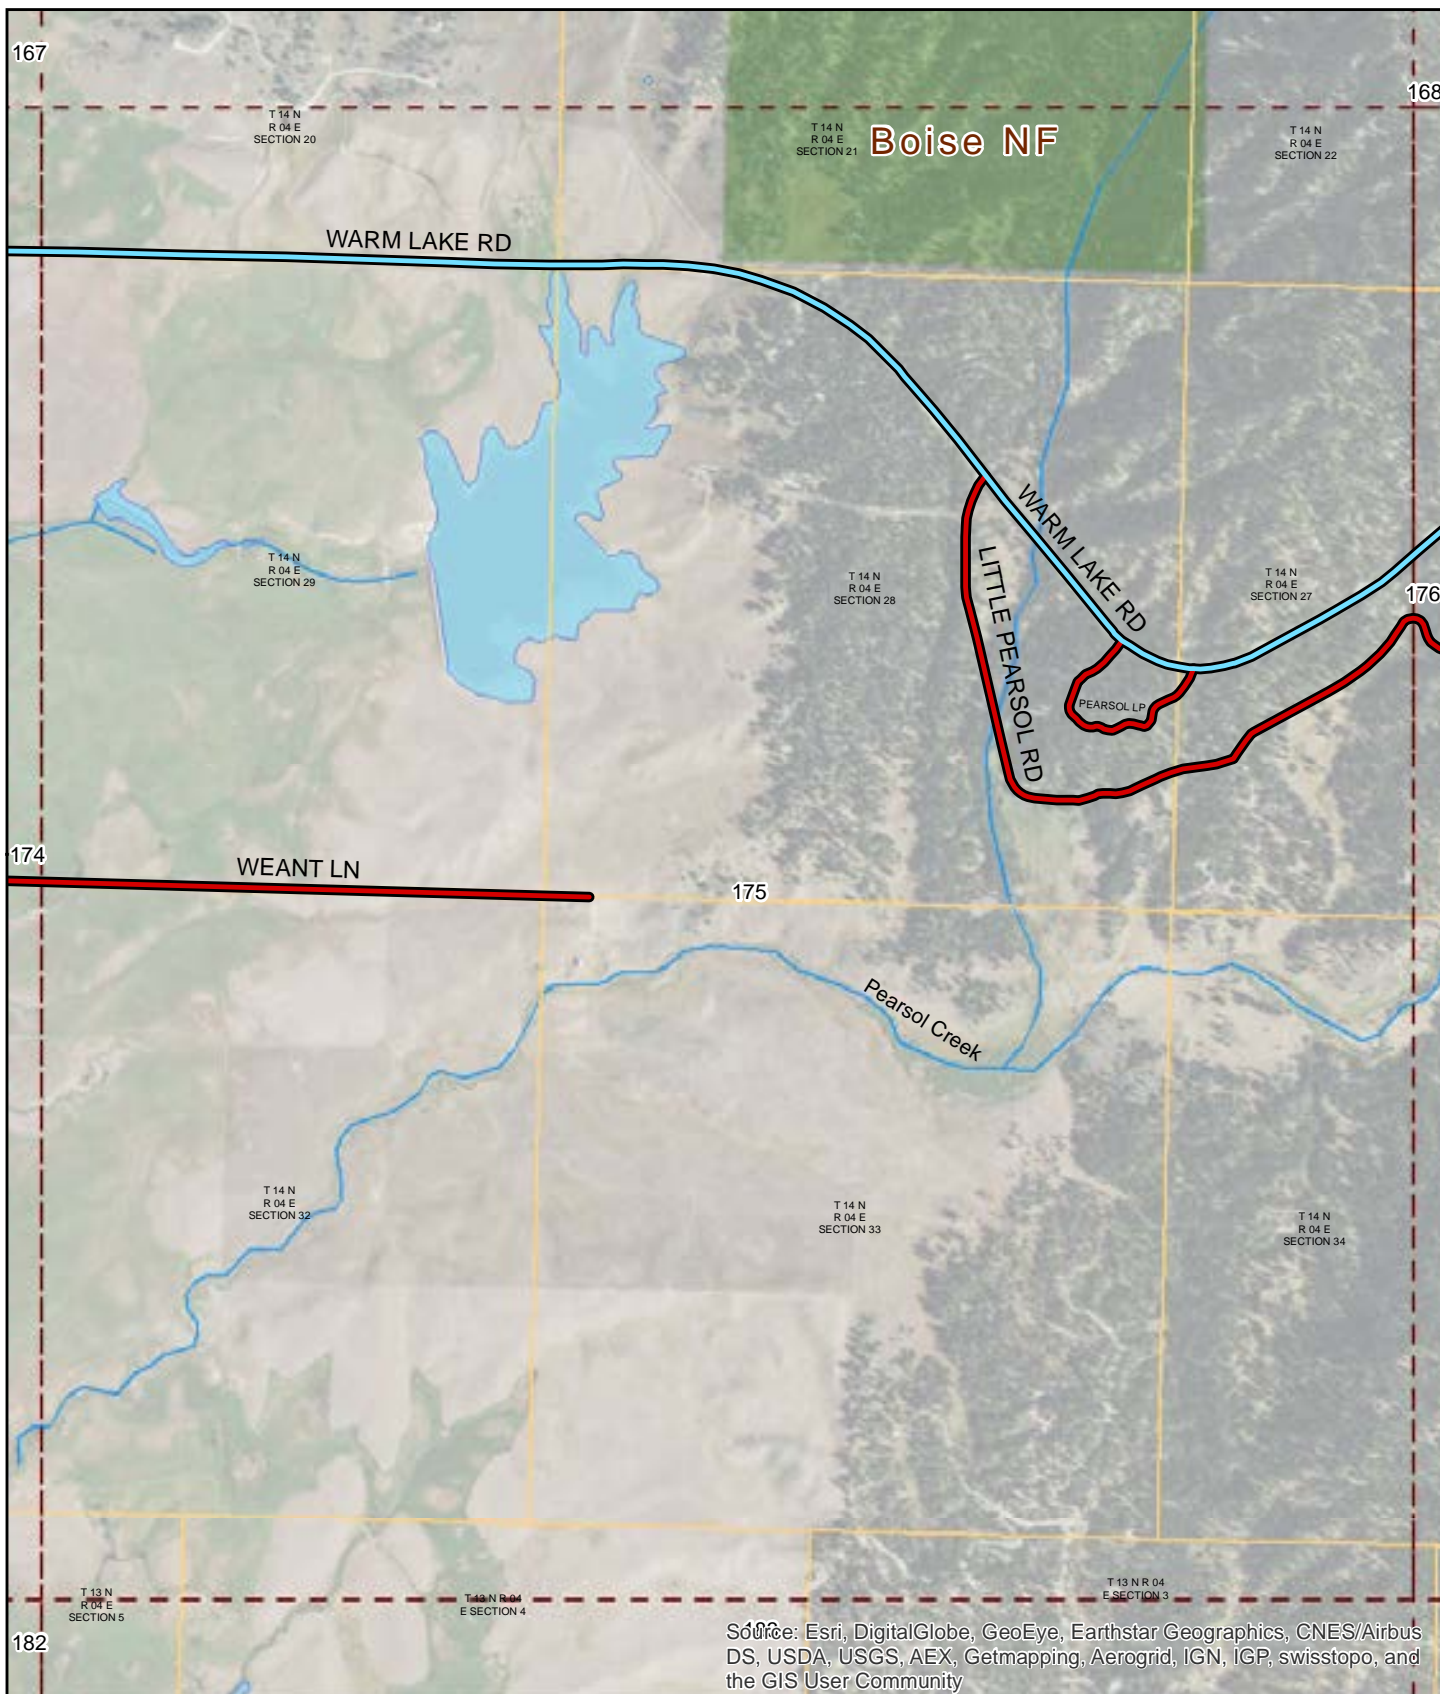 167
168
T 14 N
R 04 E
SECTION 20
T 14 N
R 04 E
SECTION 21
Boise NF
T 14 N
R 04 E
SECTION 22
WARM LAKE RD
WARM LAKE RD
T 14 N
R 04 E
SECTION 29
T 14 N
R 04 E
SECTION 28
LITTLE PEARSOL RD
T 14 N
R 04 E
SECTION 27
176
PEARSOL LP
174
WEANT LN
175
Pearsol Creek
T 14 N
R 04 E
SECTION 32
T 14 N
R 04 E
SECTION 33
T 14 N
R 04 E
SECTION 34
T 13 N
R 04 E
SECTION 5
T 13 N R 04
E SECTION 4
T 13 N R 04
E SECTION 3
182
Source: Esri, DigitalGlobe, GeoEye, Earthstar Geographics, CNES/Airbus
DS, USDA, USGS, AEX, Getmapping, Aerogrid, IGN, IGP, swisstopo, and
the GIS User Community